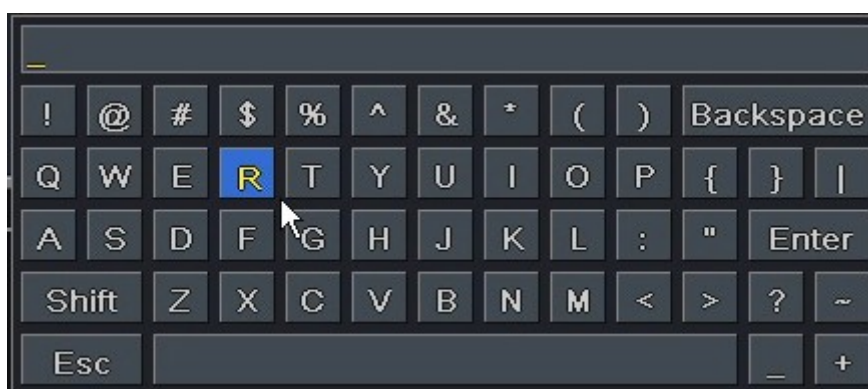 _
! @ # $ % ^ & * ( ) Backspace
Q W E R T Y U I O P { } |
A S D F G H J K L : " Enter
Shift Z X C V B N M < > ? ~
Esc _ +